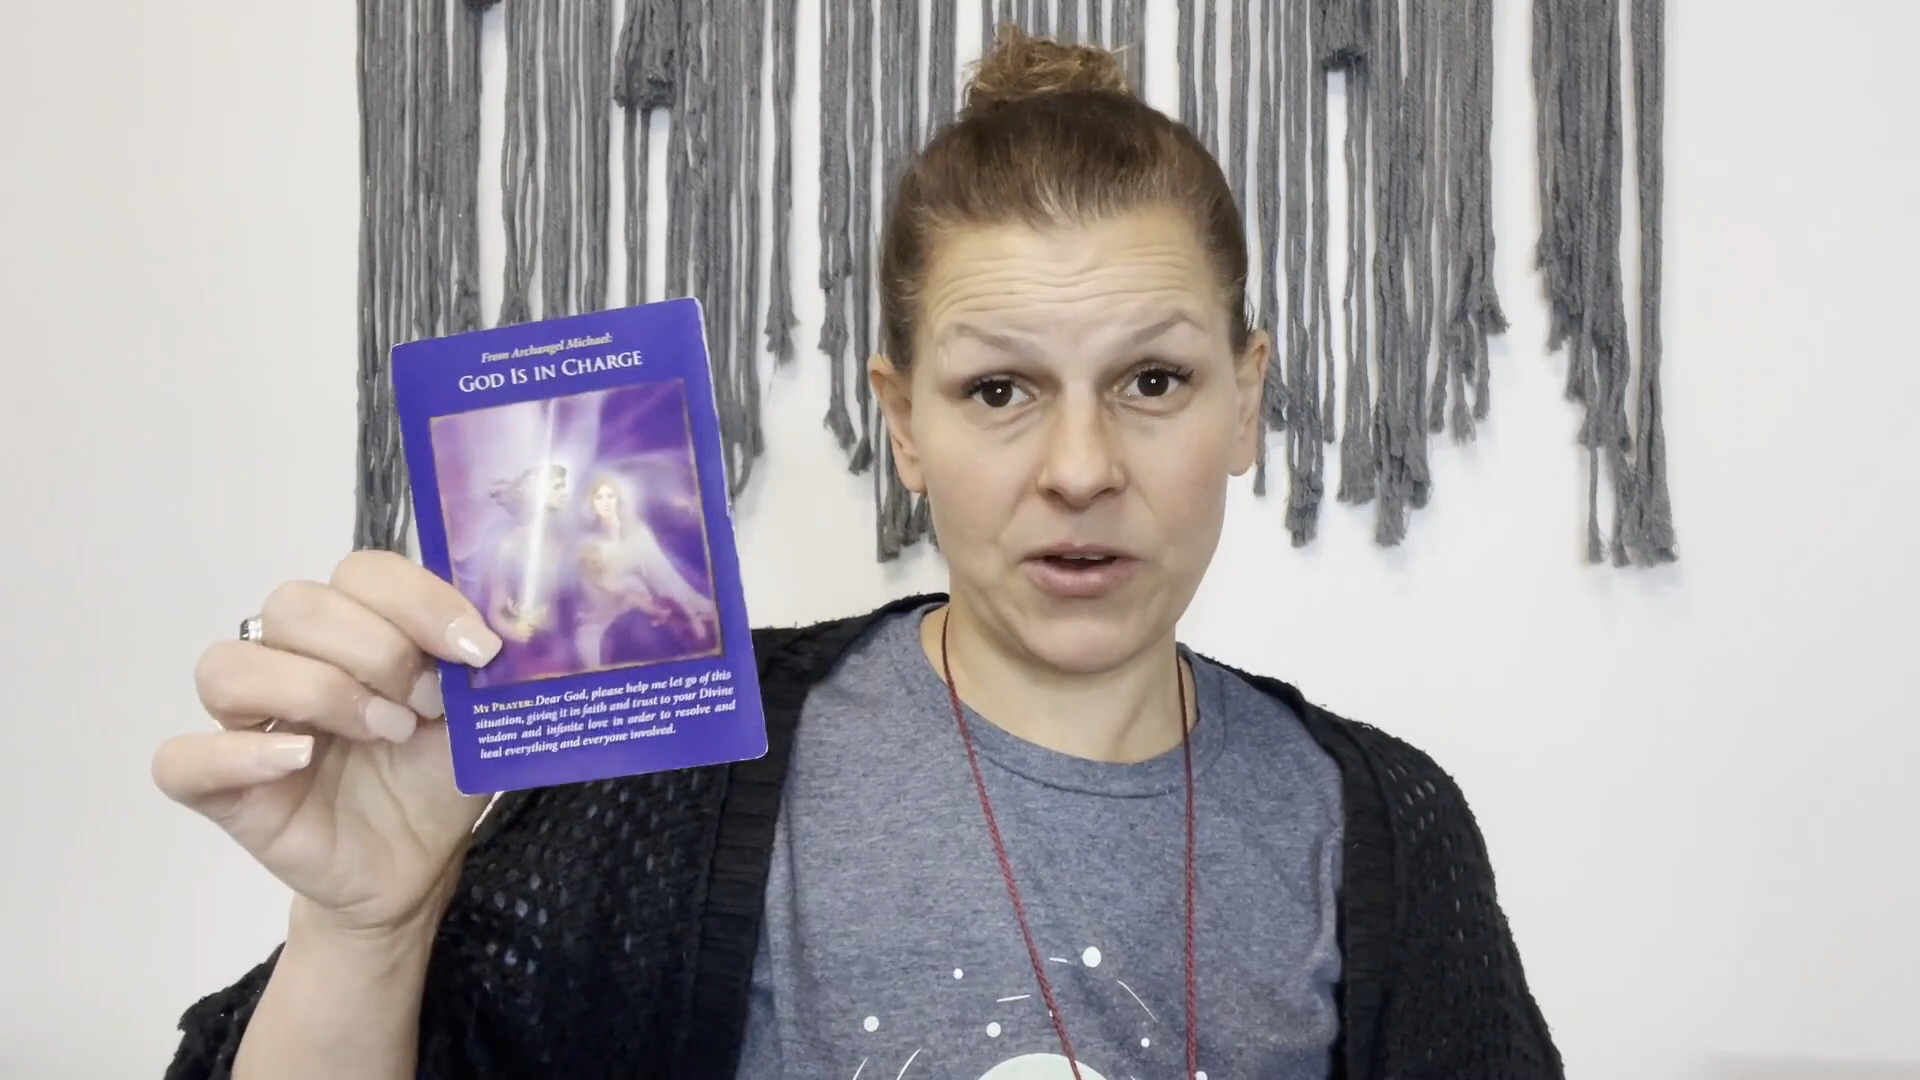 From Archangel Michael:
GOD IS IN CHARGE
MY PRAYER: Dear God, please help me let go of this
situation, giving it in faith and trust to your Divine
wisdom and infinite love in order to resolve and
heal everything and everyone involved.